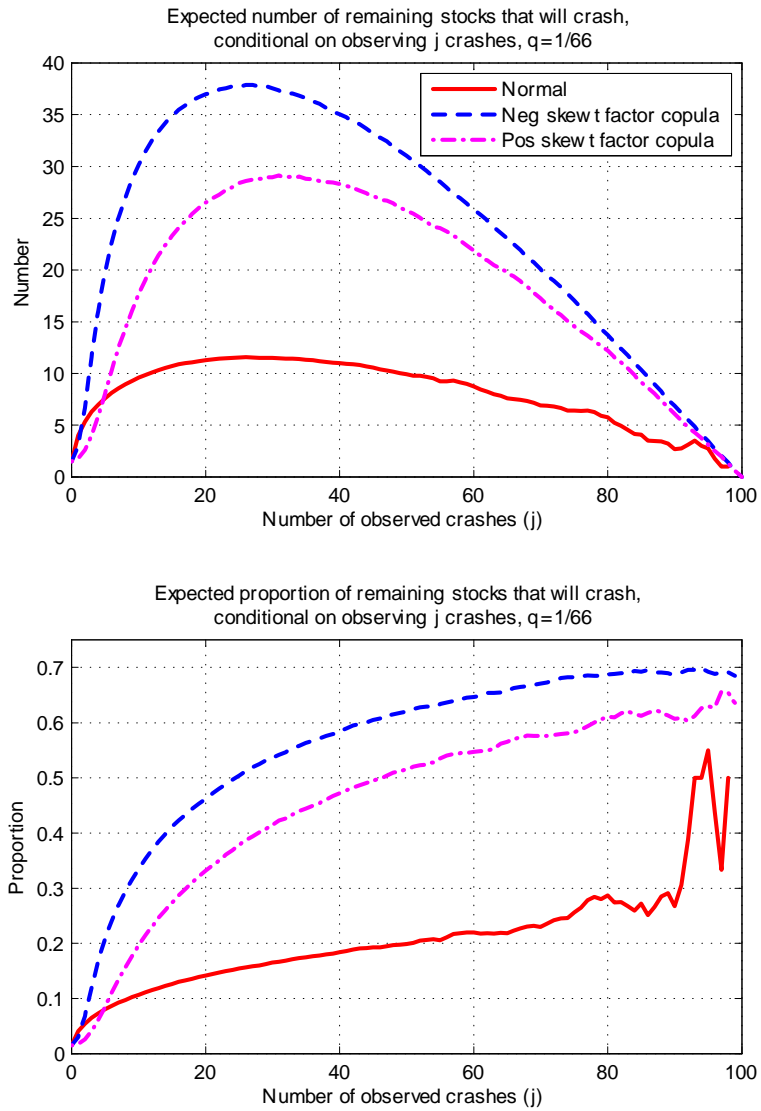 Expected number of remaining stocks that will crash,
conditional on observing j crashes, q=1/66
40
35
30
25
20
15
10
5
0
Number
Normal
Neg skew t factor copula
Pos skew t factor copula
0 20 40 60 80 100
Number of observed crashes (j)
Expected proportion of remaining stocks that will crash,
conditional on observing j crashes, q=1/66
0.7
0.6
0.5
0.4
0.3
0.2
0.1
0
Proportion
0 20 40 60 80 100
Number of observed crashes (j)